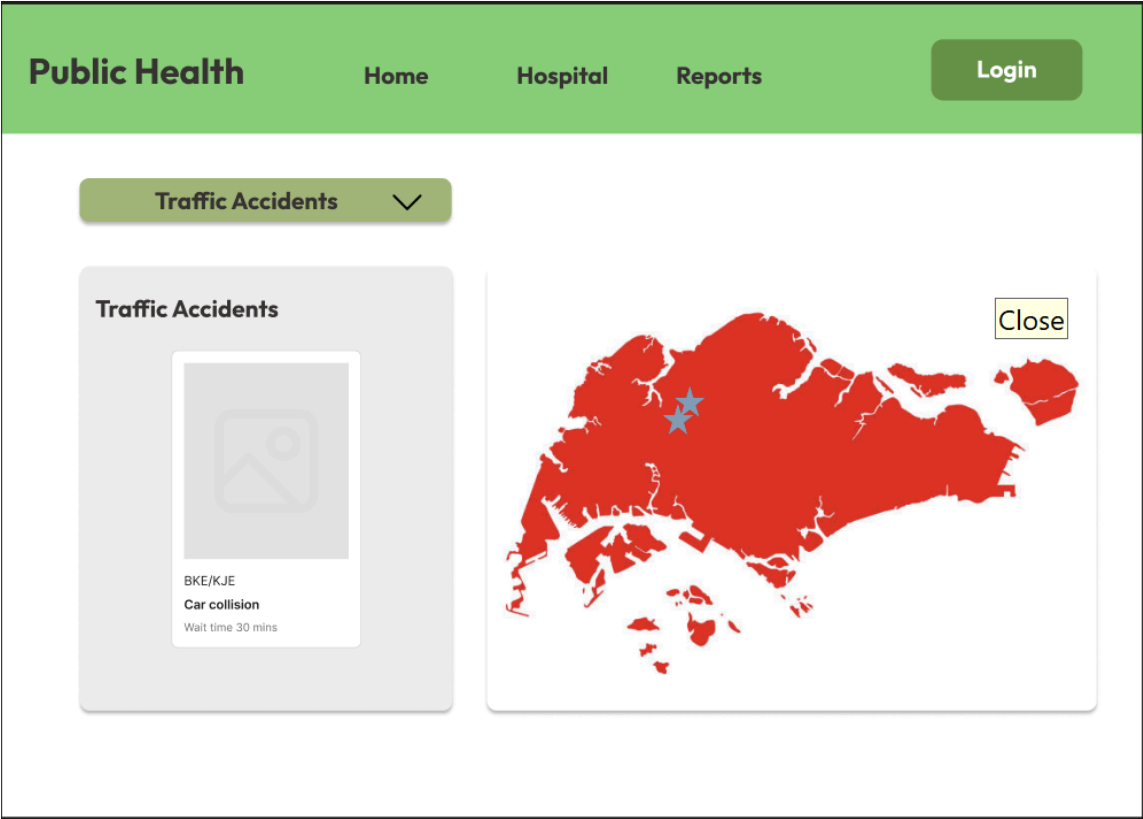 Public Health
Home
Hospital
Reports
Login
Traffic Accidents
Traffic Accidents
Close
BKE/KJE
Car collision
Wait time 30 mins